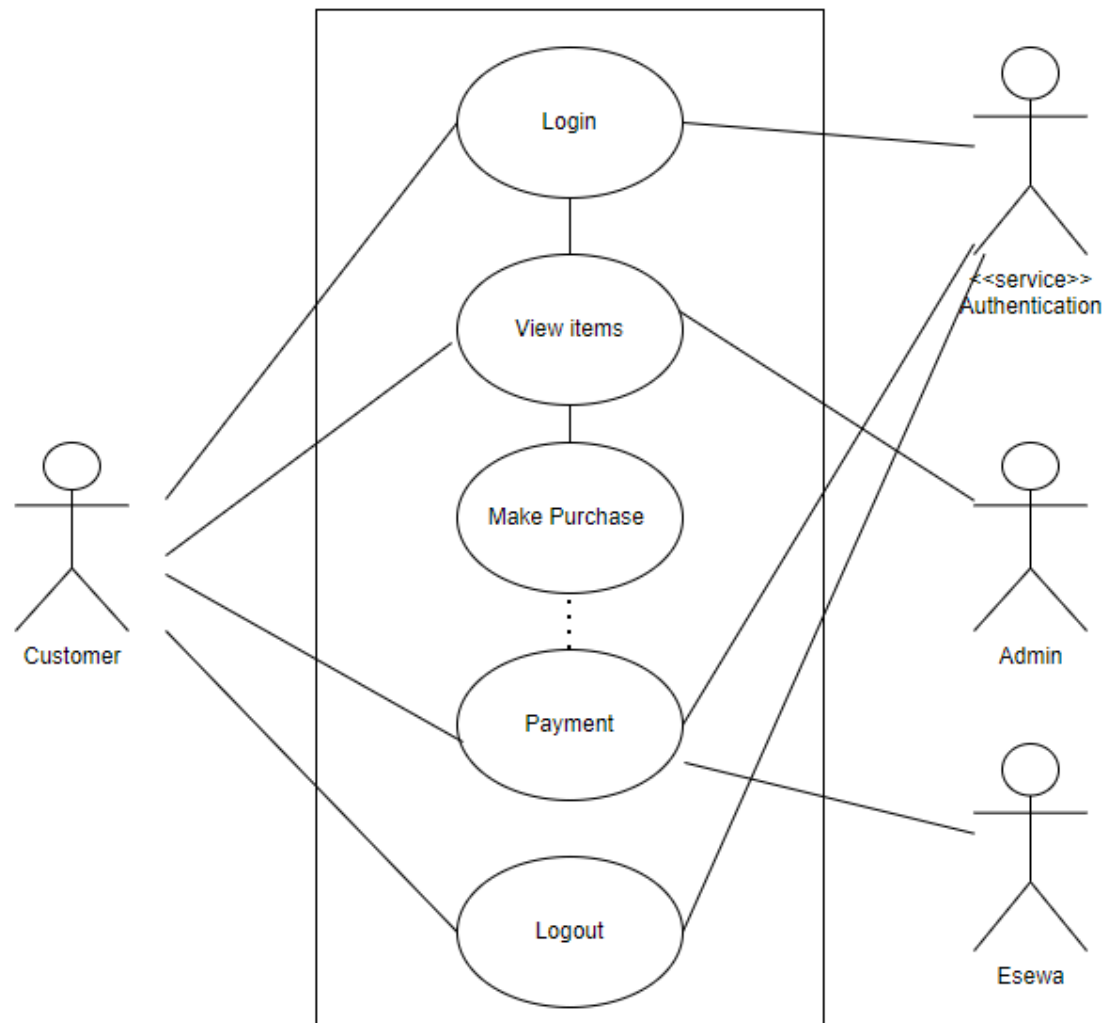 Login
<<service>>
Authentication
View items
Make Purchase
Customer
Admin
Payment
Logout
Esewa